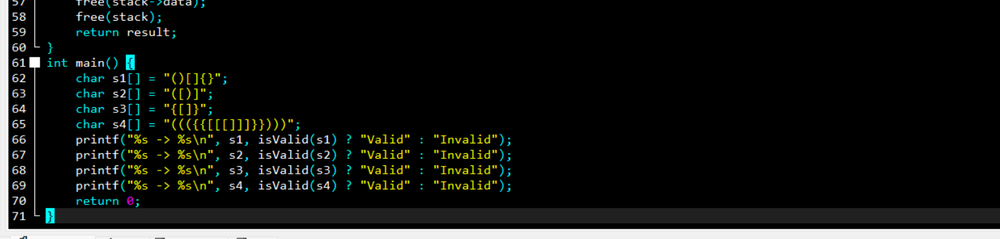 57 free(stack->data);
58 free(stack);
59 return result;
60 }
61 int main() {
62 char s1[] = "()[]{}";
63 char s2[] = "([)]";
64 char s3[] = "{[]}";
65 char s4[] = "((({{[[[]]]}})))";
66 printf("%s -> %s\n", s1, isValid(s1) ? "Valid" : "Invalid");
67 printf("%s -> %s\n", s2, isValid(s2) ? "Valid" : "Invalid");
68 printf("%s -> %s\n", s3, isValid(s3) ? "Valid" : "Invalid");
69 printf("%s -> %s\n", s4, isValid(s4) ? "Valid" : "Invalid");
70 return 0;
71 }